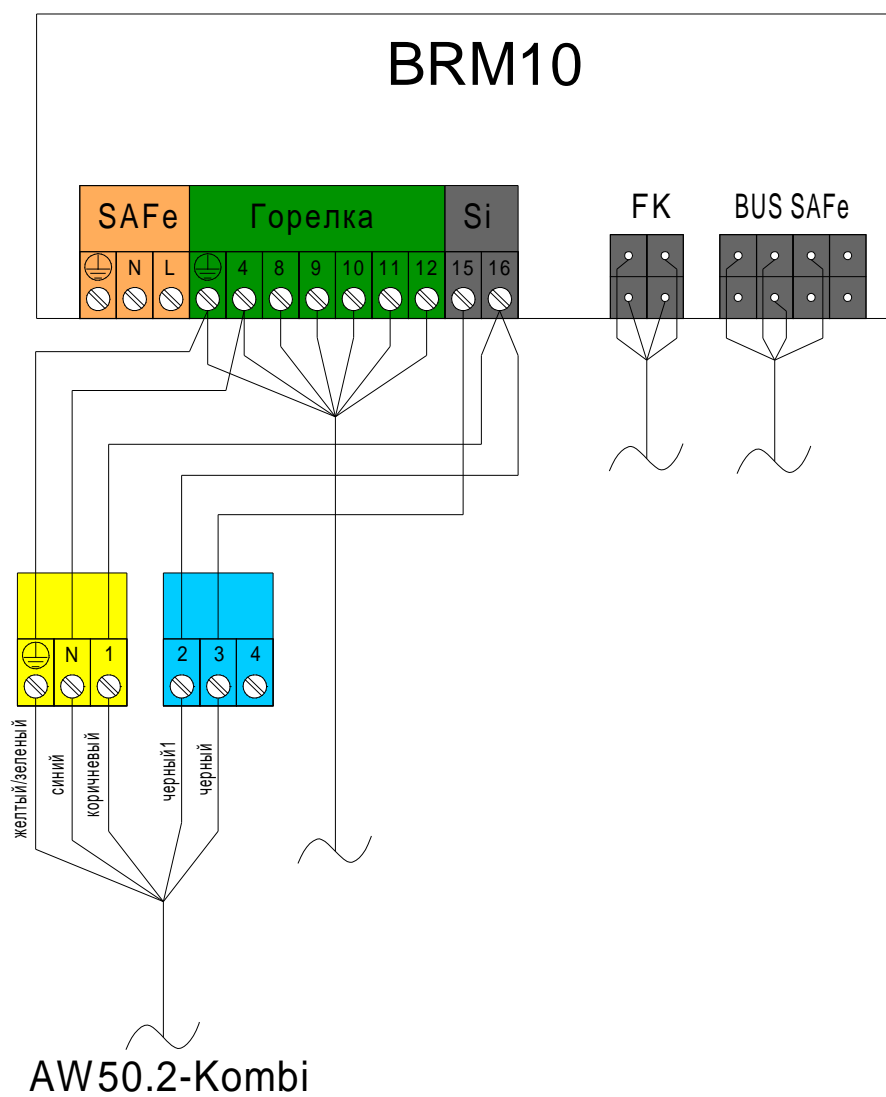 BRM10
SAFe Горелка Si FK BUS SAFe
N L 4 8 9 10 11 12 15 16
N 1 2 3 4
желтый/зеленый
синий
коричневый
черный1
черный
AW50.2-Kombi